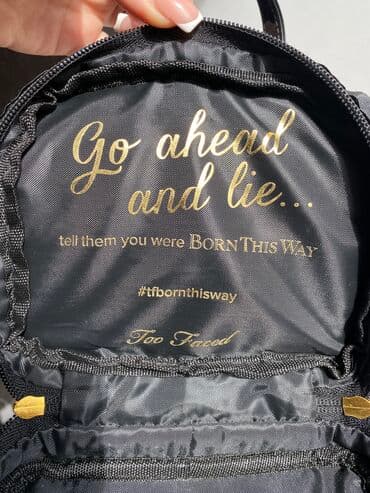 Go ahead
and lie...
tell them you were BORN THIS WAY
#tfbornthisway
Too Faced